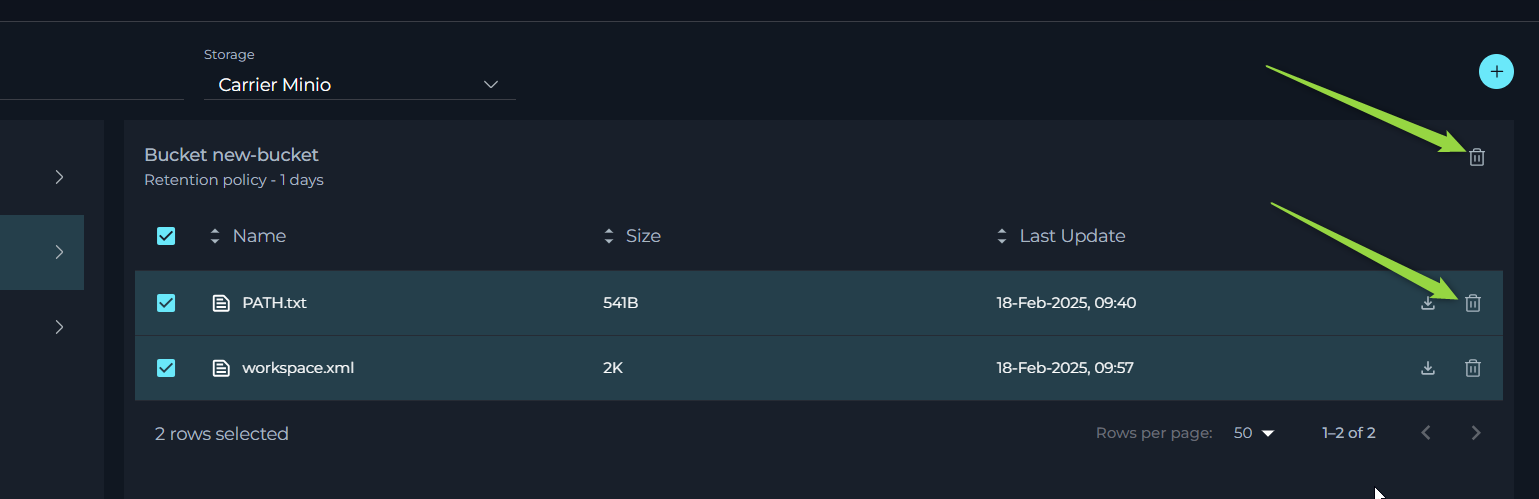 Storage
Carrier Minio
Bucket new-bucket
Retention policy - 1 days
Name Size Last Update
PATH.txt 541B 18-Feb-2025, 09:40
workspace.xml 2K 18-Feb-2025, 09:57
2 rows selected Rows per page: 50 1–2 of 2